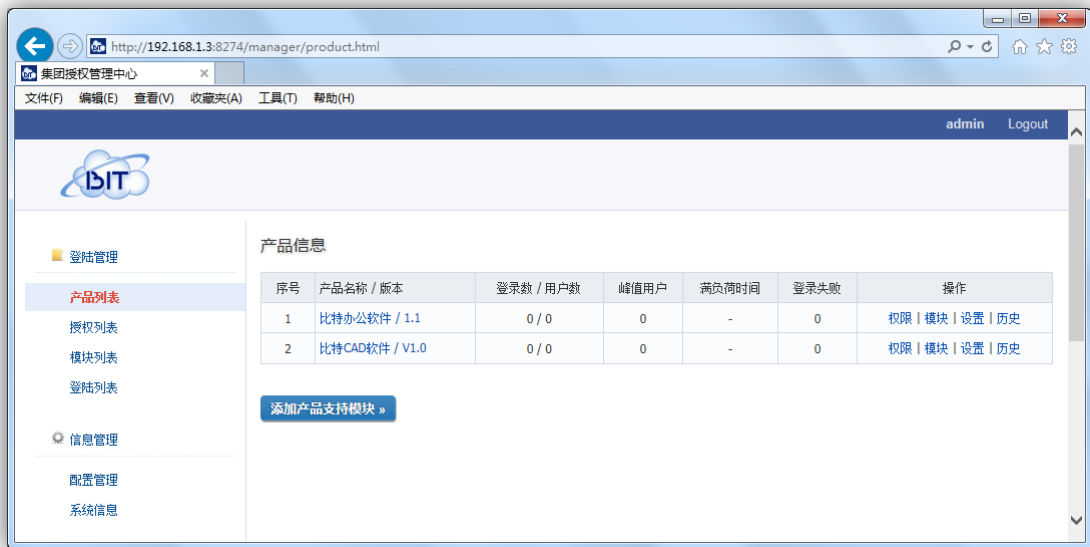 http://192.168.1.3:8274/manager/product.html
集团授权管理中心
文件(F) 编辑(E) 查看(V) 收藏夹(A) 工具(T) 帮助(H)
admin Logout
BIT
登陆管理
产品列表
授权列表
模块列表
登陆列表
信息管理
配置管理
系统信息
产品信息
序号 产品名称 / 版本 登录数 / 用户数 峰值用户 满负荷时间 登录失败 操作
1 比特办公软件 / 1.1 0 / 0 0 - 0 权限 | 模块 | 设置 | 历史
2 比特CAD软件 / V1.0 0 / 0 0 - 0 权限 | 模块 | 设置 | 历史
添加产品支持模块 »